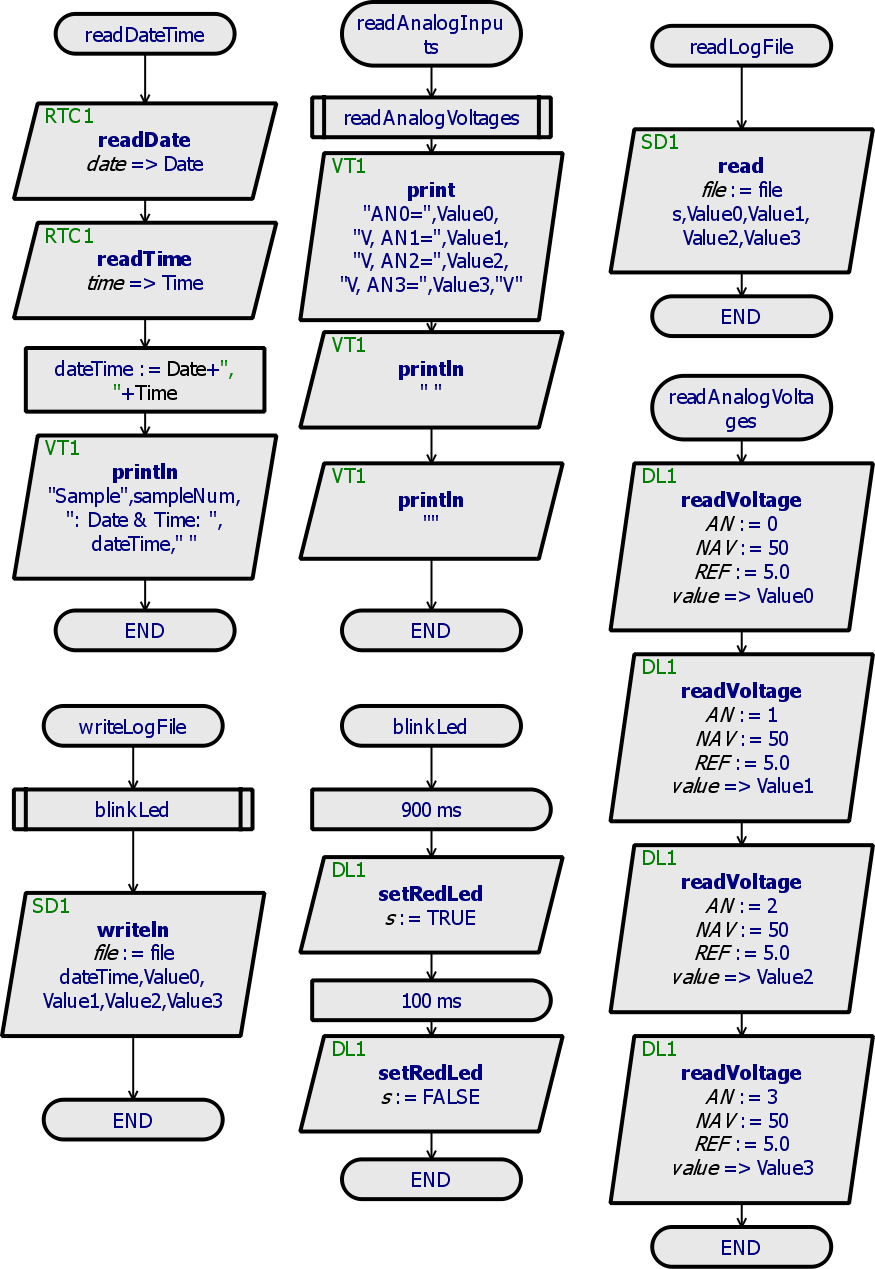 readDateTime
RTC1
readDate
date => Date
RTC1
readTime
time => Time
dateTime := Date+",
"+Time
VT1
println
"Sample",sampleNum,
": Date & Time: ",
dateTime," "
END
readAnalogInpu
ts
readAnalogVoltages
VT1
print
"AN0=",Value0,
"V, AN1=",Value1,
"V, AN2=",Value2,
"V, AN3=",Value3,"V"
VT1
println
" "
VT1
println
""
END
readLogFile
SD1
read
file := file
s,Value0,Value1,
Value2,Value3
END
readAnalogVolta
ges
DL1
readVoltage
AN := 0
NAV := 50
REF := 5.0
value => Value0
DL1
readVoltage
AN := 1
NAV := 50
REF := 5.0
value => Value1
DL1
readVoltage
AN := 2
NAV := 50
REF := 5.0
value => Value2
DL1
readVoltage
AN := 3
NAV := 50
REF := 5.0
value => Value3
END
writeLogFile
blinkLed
SD1
writeln
file := file
dateTime,Value0,
Value1,Value2,Value3
END
blinkLed
900 ms
DL1
setRedLed
s := TRUE
100 ms
DL1
setRedLed
s := FALSE
END